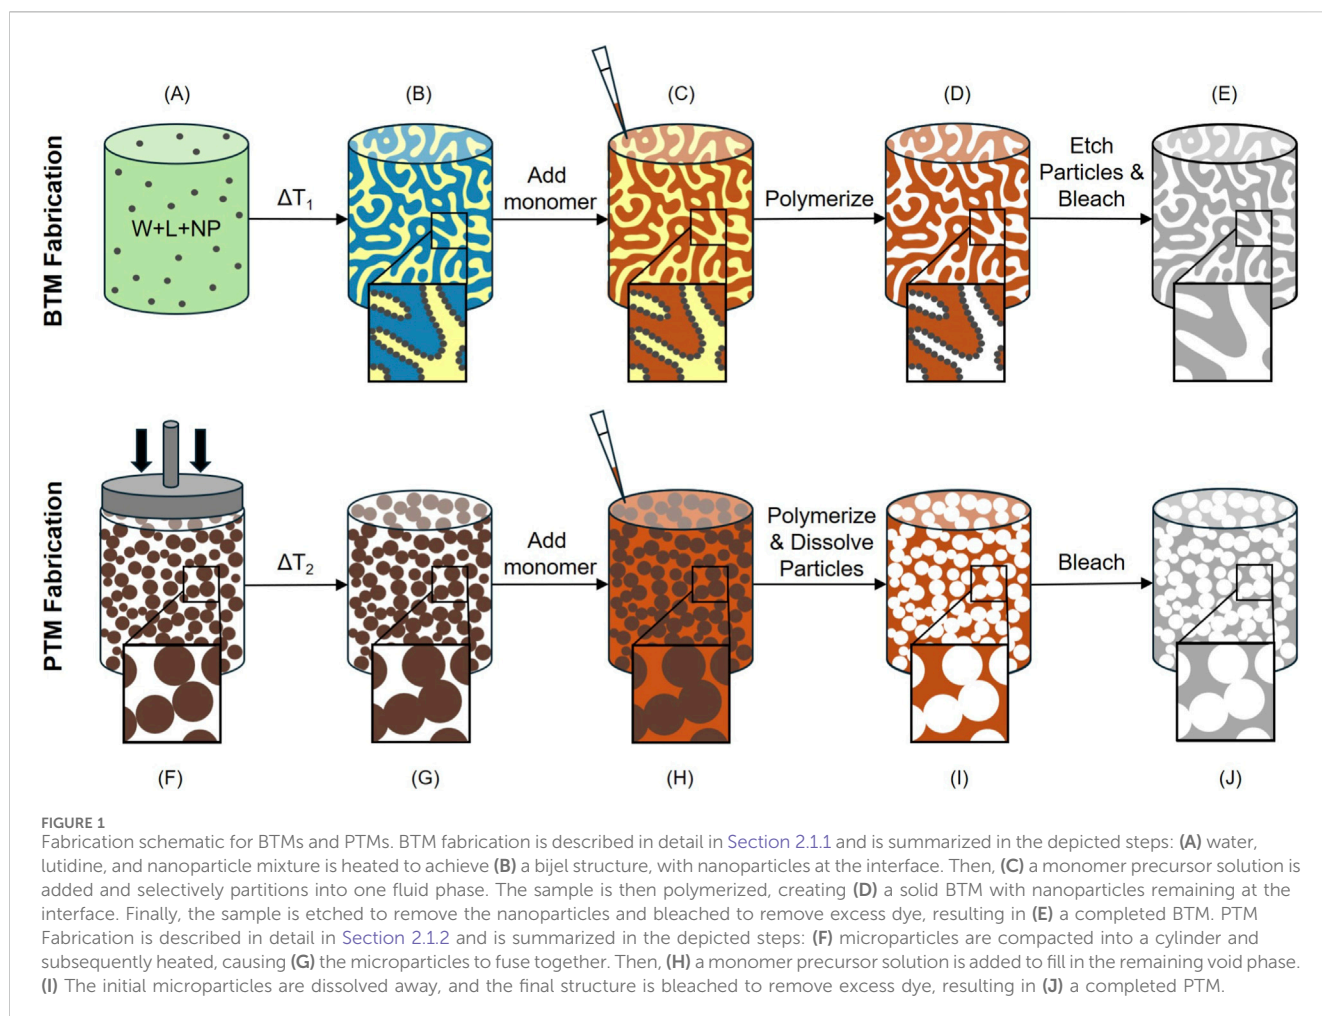 BTM Fabrication
(A)
(B)
(C)
(D)
(E)
W+L+NP
ΔT1
Add
monomer
Polymerize
Etch
Particles &
Bleach
PTM Fabrication
ΔT2
Add
monomer
Polymerize
& Dissolve
Particles
Bleach
(F)
(G)
(H)
(I)
(J)
FIGURE 1
Fabrication schematic for BTMs and PTMs. BTM fabrication is described in detail in Section 2.1.1 and is summarized in the depicted steps: (A) water,
lutidine, and nanoparticle mixture is heated to achieve (B) a bijel structure, with nanoparticles at the interface. Then, (C) a monomer precursor solution is
added and selectively partitions into one fluid phase. The sample is then polymerized, creating (D) a solid BTM with nanoparticles remaining at the
interface. Finally, the sample is etched to remove the nanoparticles and bleached to remove excess dye, resulting in (E) a completed BTM. PTM
Fabrication is described in detail in Section 2.1.2 and is summarized in the depicted steps: (F) microparticles are compacted into a cylinder and
subsequently heated, causing (G) the microparticles to fuse together. Then, (H) a monomer precursor solution is added to fill in the remaining void phase.
(I) The initial microparticles are dissolved away, and the final structure is bleached to remove excess dye, resulting in (J) a completed PTM.